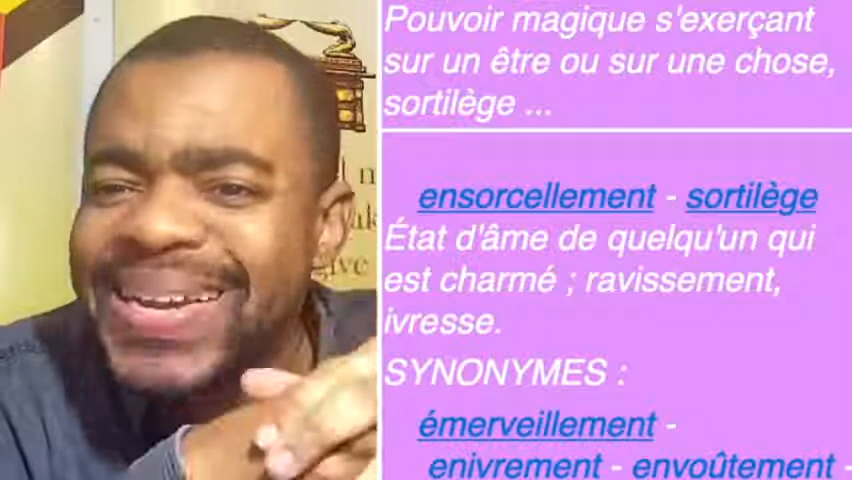 Pouvoir magique s'exerçant
sur un être ou sur une chose,
sortilège ...
ensorcellement - sortilège
État d'âme de quelqu'un qui
est charmé ; ravissement,
ivresse.
SYNONYMES :
émerveillement -
enivrement - envoûtement -
give